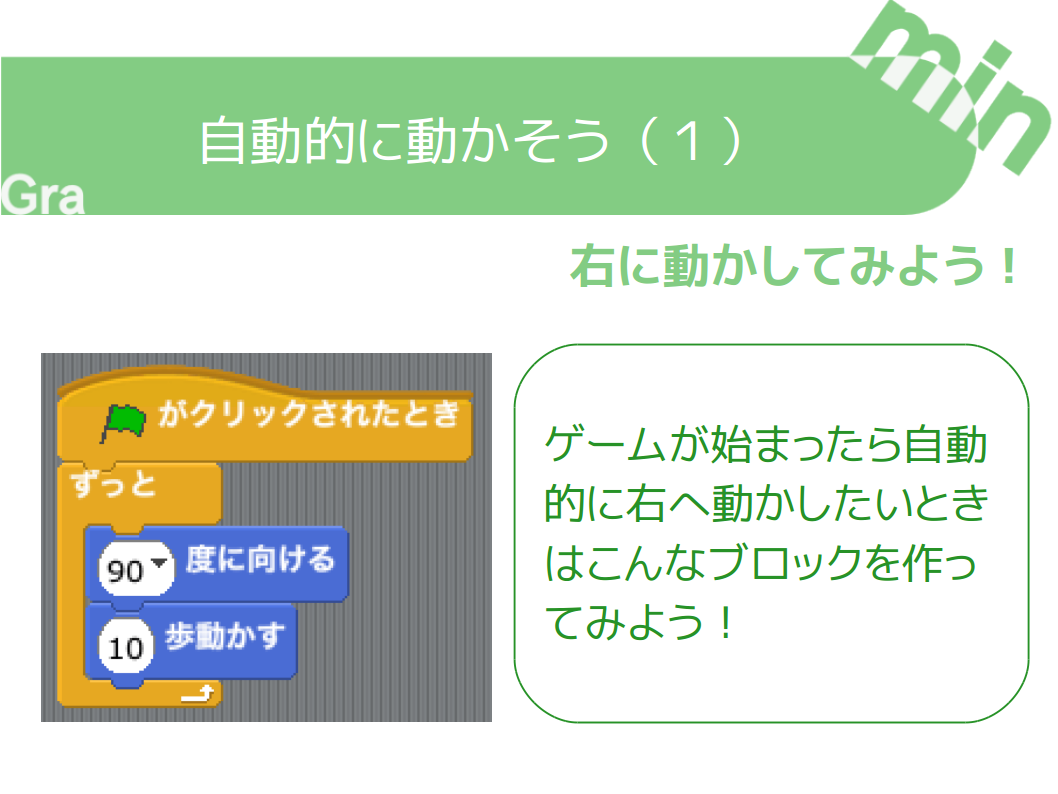 min
自動的に動かそう（１）
Gra
右に動かしてみよう！
がクリックされたとき
ずっと
90 度に向ける
10 歩動かす
ゲームが始まったら自動
的に右へ動かしたいとき
はこんなブロックを作っ
てみよう！